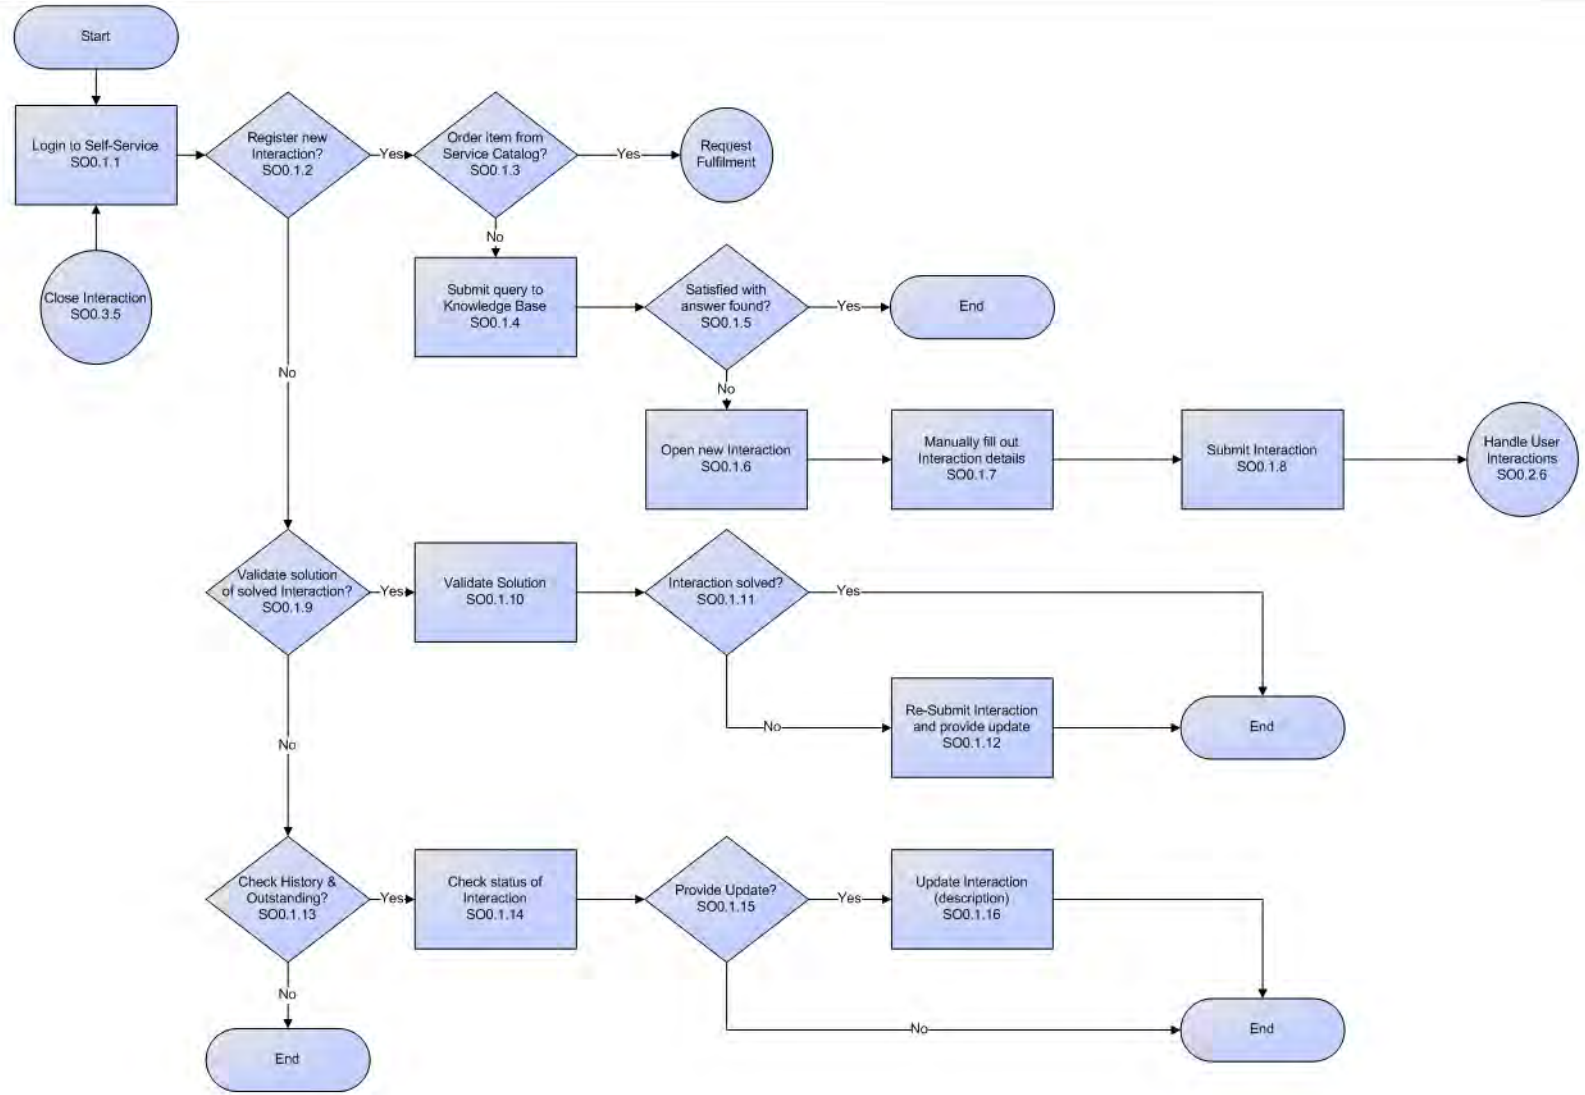 Start
Login to Self-Service
SO0.1.1
Register new
Interaction?
SO0.1.2
Yes
Order item from
Service Catalog?
SO0.1.3
Yes
Request
Fulfilment
No
Close Interaction
SO0.3.5
Submit query to
Knowledge Base
SO0.1.4
Satisfied with
answer found?
SO0.1.5
Yes
End
No
No
Open new Interaction
SO0.1.6
Manually fill out
Interaction details
SO0.1.7
Submit Interaction
SO0.1.8
Handle User
Interactions
SO0.2.6
Validate solution
of solved Interaction?
SO0.1.9
Yes
Validate Solution
SO0.1.10
Interaction solved?
SO0.1.11
Yes
No
Re-Submit Interaction
and provide update
SO0.1.12
End
No
Check History &
Outstanding?
SO0.1.13
Yes
Check status of
Interaction
SO0.1.14
Provide Update?
SO0.1.15
Yes
Update Interaction
(description)
SO0.1.16
No
No
End
End